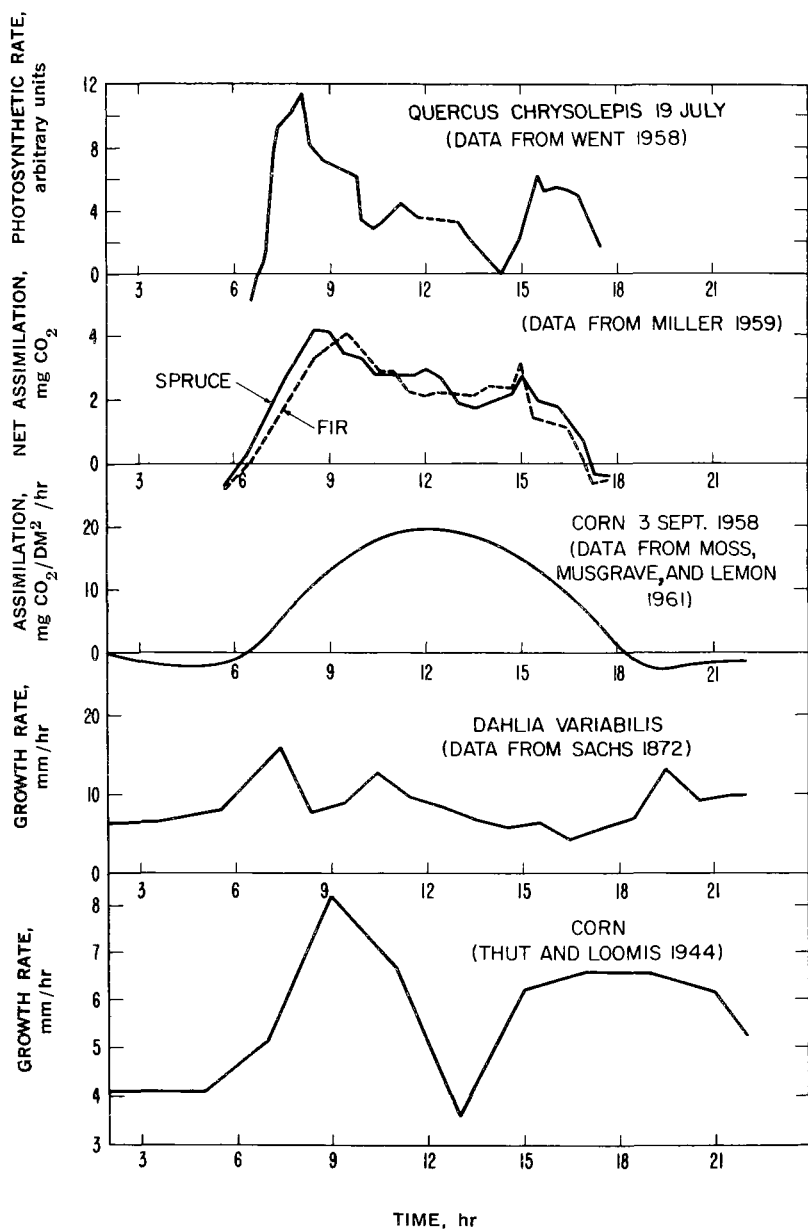 PHOTOSYNTHETIC RATE,
arbitrary units
12
8
4
0
QUERCUS CHRYSOLEPIS 19 JULY
(DATA FROM WENT 1958)
3 6 9 12 15 18 21
NET ASSIMILATION,
mg CO2
4
2
0
(DATA FROM MILLER 1959)
SPRUCE
FIR
3 6 9 12 15 18 21
ASSIMILATION,
mg CO2/DM2/hr
20
10
0
CORN 3 SEPT. 1958
(DATA FROM MOSS,
MUSGRAVE, AND LEMON
1961)
3 6 9 12 15 18 21
GROWTH RATE,
mm/hr
20
10
0
DAHLIA VARIABILIS
(DATA FROM SACHS 1872)
3 6 9 12 15 18 21
GROWTH RATE,
mm/hr
8
7
6
5
4
3
CORN
(THUT AND LOOMIS 1944)
3 6 9 12 15 18 21
TIME, hr